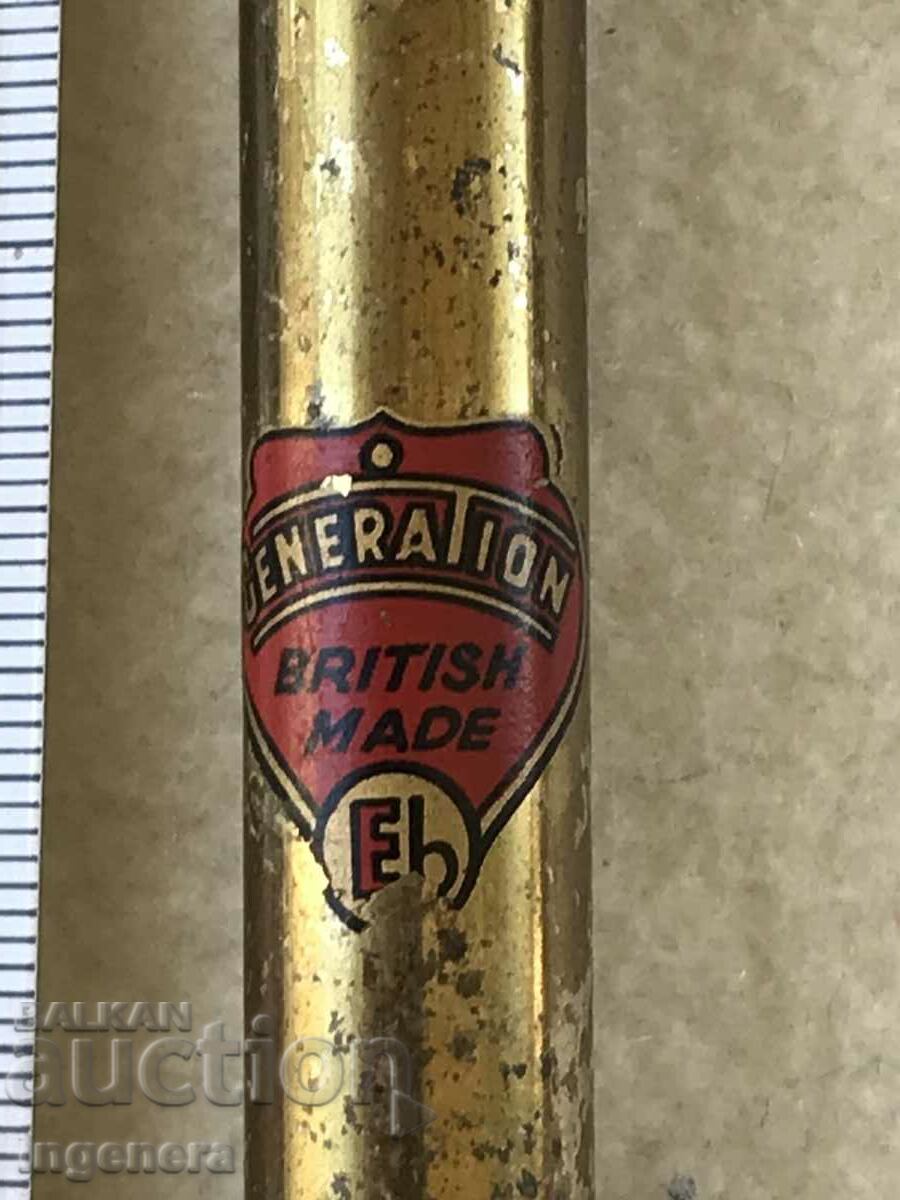 GENERATION
BRITISH
MADE
Eb
BALKAN
auction
ingenera